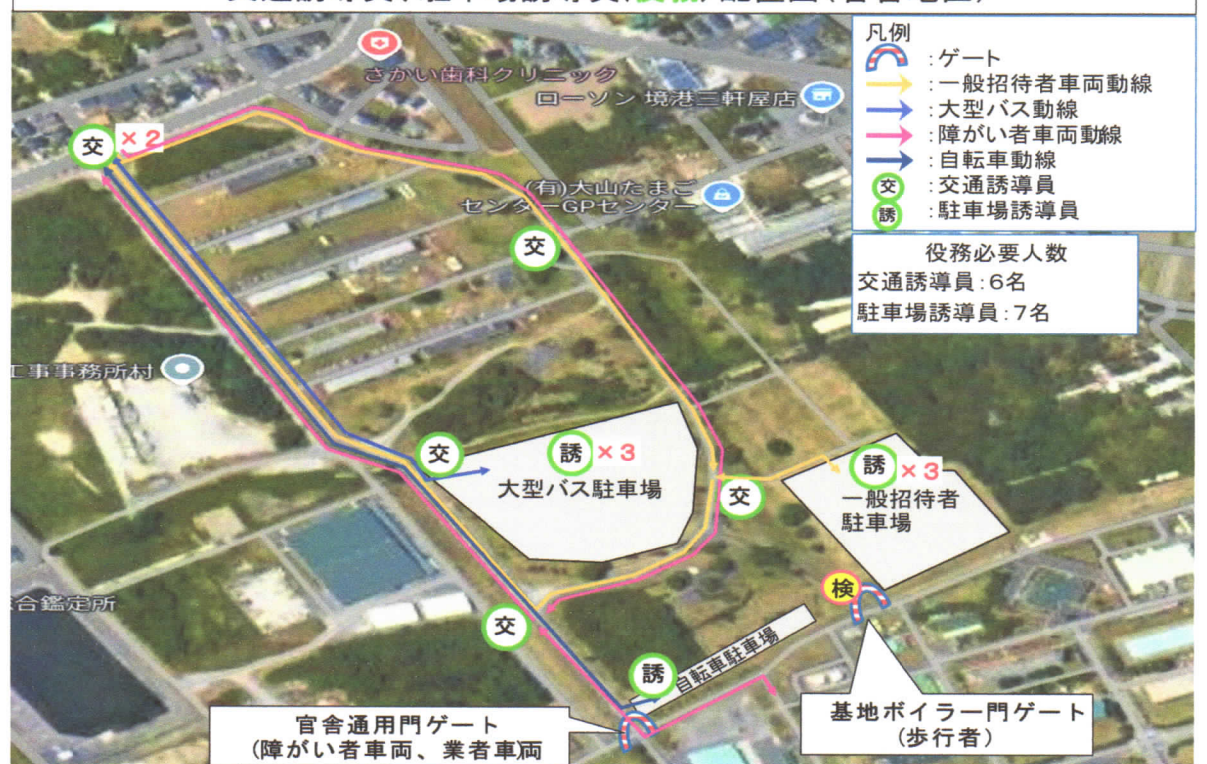 凡例
:ゲート
:一般招待者車両動線
:大型バス動線
:障がい者車両動線
:自転車動線
交 :交通誘導員
誘 :駐車場誘導員
役務必要人数
交通誘導員:6名
駐車場誘導員:7名
さかい歯科クリニック
ローソン 境港三軒屋店
交 ×2
(有)大山たまご
センターGPセンター
交
工事事務所村
交
誘 ×3
大型バス駐車場
交
誘 ×3
一般招待者
駐車場
検
合鑑定所
交
誘
自転車駐車場
官舎通用門ゲート
(障がい者車両、業者車両
基地ボイラー門ゲート
(歩行者)